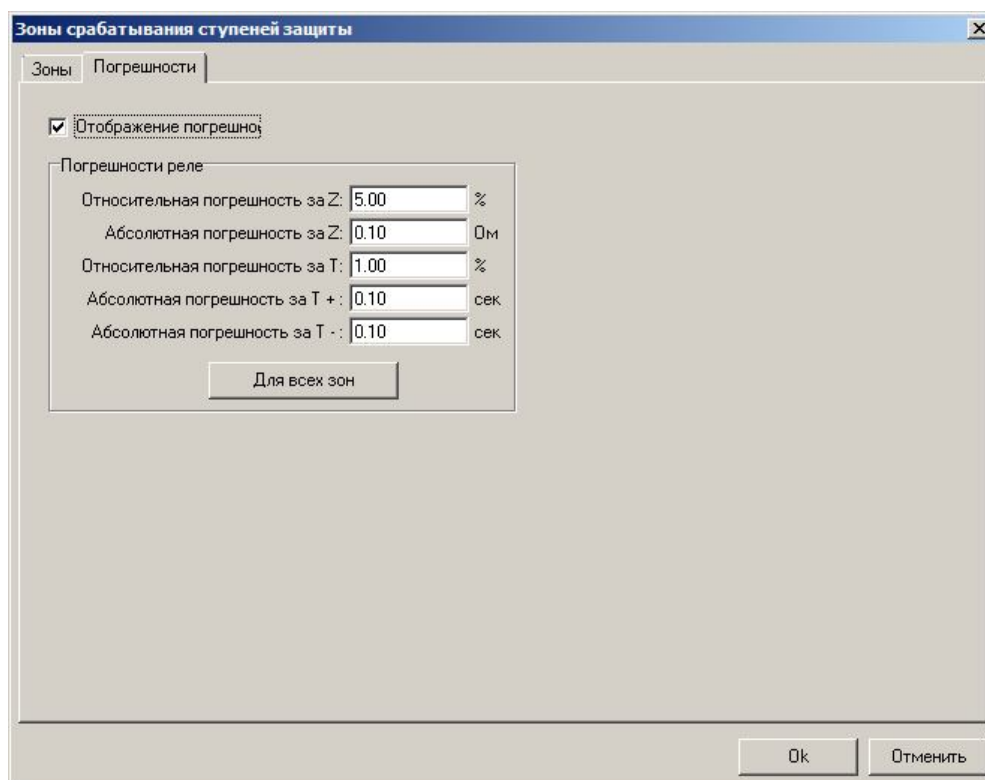 Зоны срабатывания ступеней защиты
Зоны Погрешности
Отображение погрешно
Погрешности реле
Относительная погрешность за Z: 5.00 %
Абсолютная погрешность за Z: 0.10 Ом
Относительная погрешность за T: 1.00 %
Абсолютная погрешность за T + : 0.10 сек
Абсолютная погрешность за T - : 0.10 сек
Для всех зон
Ok Отменить